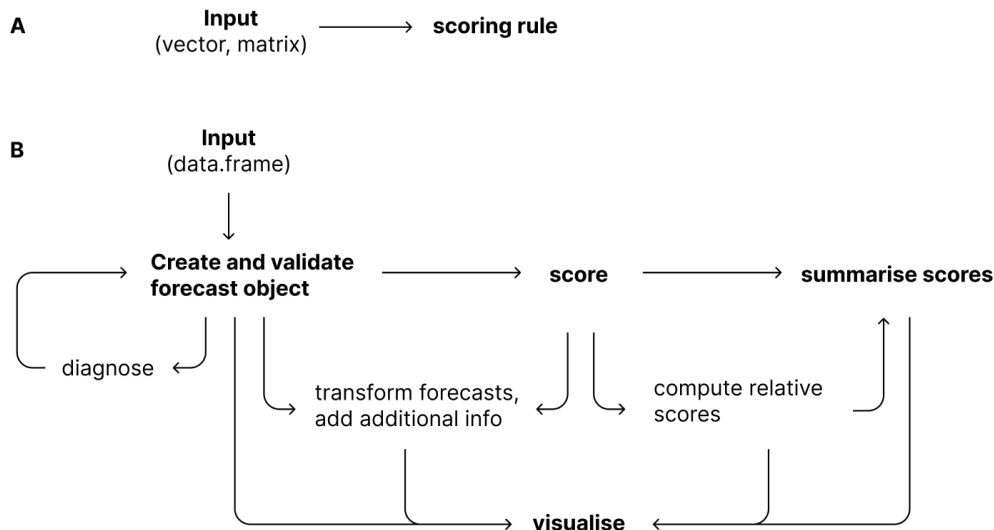 A
Input
(vector, matrix)
scoring rule
B
Input
(data.frame)
Create and validate
forecast object
score
summarise scores
diagnose
transform forecasts,
add additional info
compute relative
scores
visualise